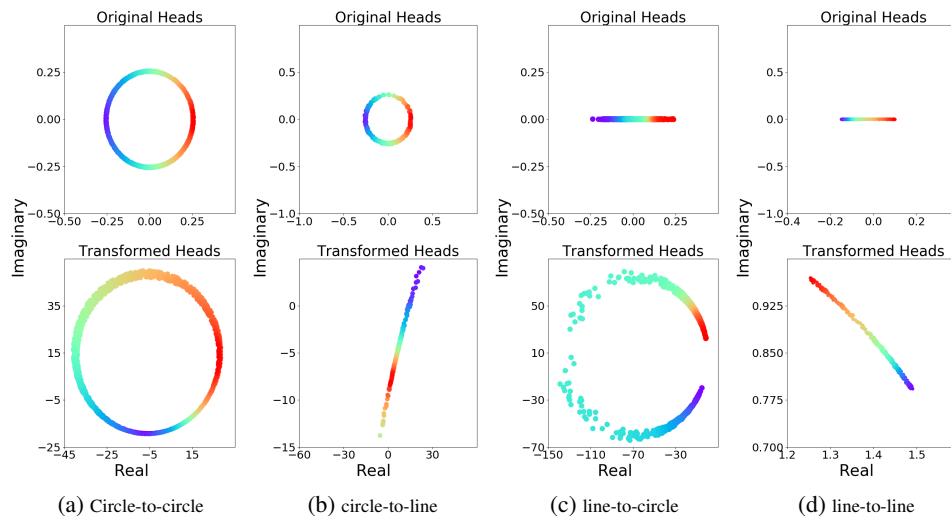 Original Heads Original Heads Original Heads Original Heads
0.25 0.5 0.25 0.5
0.00 0.0 0.00 0.0
−0.25 −0.5 −0.25 −0.5
−0.50 −1.0 −0.50 −1.0
−0.50 −0.25 0.00 0.25 −1.0 −0.5 0.0 0.5 −0.50 −0.25 0.00 0.25 −0.4 −0.2 0.0 0.2
Imaginary Imaginary Imaginary Imaginary
Transformed Heads Transformed Heads Transformed Heads Transformed Heads
35 0 50 0.925
15 −5 10 0.850
−5 −10 −30 0.775
−25 −15 −70 0.700
−45 −25 −5 15 −60 −30 0 30 −150 −110 −70 −30 1.2 1.3 1.4 1.5
Real Real Real Real
(a) Circle-to-circle (b) circle-to-line (c) line-to-circle (d) line-to-line